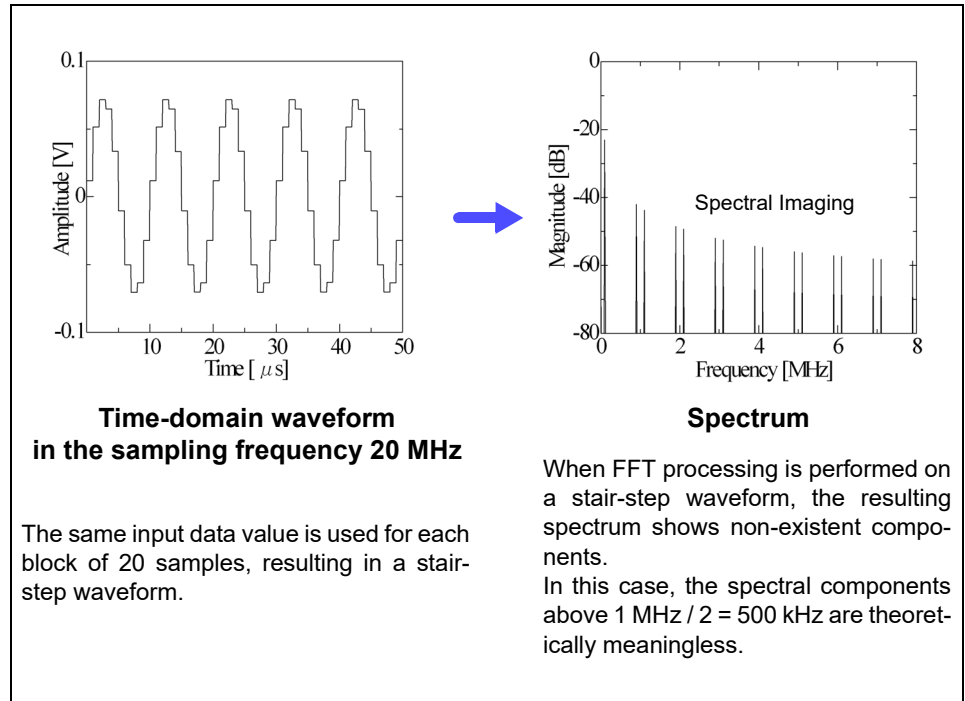 0.1
0
-0.1
Amplitude [V]
10 20 30 40 50
Time [ μs]
Time-domain waveform
in the sampling frequency 20 MHz
The same input data value is used for each
block of 20 samples, resulting in a stair-
step waveform.
0
-20
-40
-60
-80
Magnitude [dB]
Spectral Imaging
0 2 4 6 8
Frequency [MHz]
Spectrum
When FFT processing is performed on
a stair-step waveform, the resulting
spectrum shows non-existent compo-
nents.
In this case, the spectral components
above 1 MHz / 2 = 500 kHz are theoret-
ically meaningless.